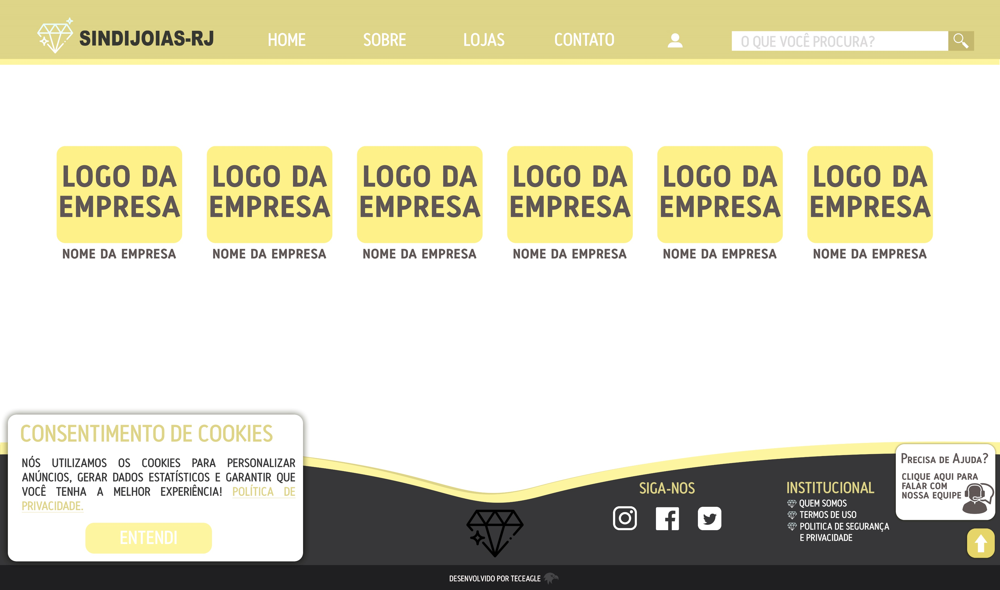 SINDIJOIAS-RJ
HOME
SOBRE
LOJAS
CONTATO
O QUE VOCÊ PROCURA?
LOGO DA
EMPRESA
NOME DA EMPRESA
LOGO DA
EMPRESA
NOME DA EMPRESA
LOGO DA
EMPRESA
NOME DA EMPRESA
LOGO DA
EMPRESA
NOME DA EMPRESA
LOGO DA
EMPRESA
NOME DA EMPRESA
LOGO DA
EMPRESA
NOME DA EMPRESA
CONSENTIMENTO DE COOKIES
NÓS UTILIZAMOS OS COOKIES PARA PERSONALIZAR
ANÚNCIOS, GERAR DADOS ESTATÍSTICOS E GARANTIR QUE
VOCÊ TENHA A MELHOR EXPERIÊNCIA! POLÍTICA DE
PRIVACIDADE.
ENTENDI
SIGA-NOS
INSTITUCIONAL
QUEM SOMOS
TERMOS DE USO
POLITICA DE SEGURANÇA
E PRIVACIDADE
PRECISA DE AJUDA?
CLIQUE AQUI PARA
FALAR COM
NOSSA EQUIPE
DESENVOLVIDO POR TECEAGLE